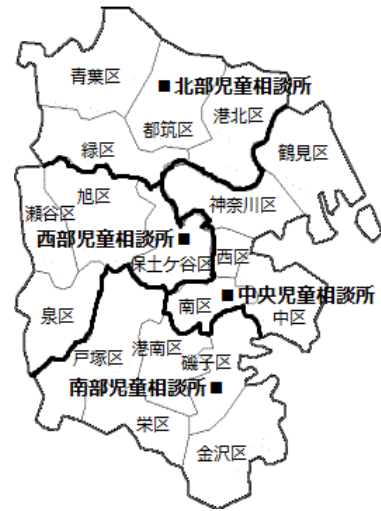 青葉区
■北部児童相談所
港北区
都筑区
鶴見区
緑区
旭区
神奈川区
瀬谷区
西部児童相談所■
西区
保土ケ谷区
■中央児童相談所
南区
泉区
中区
港南区
戸塚区
磯子区
南部児童相談所■
栄区
金沢区